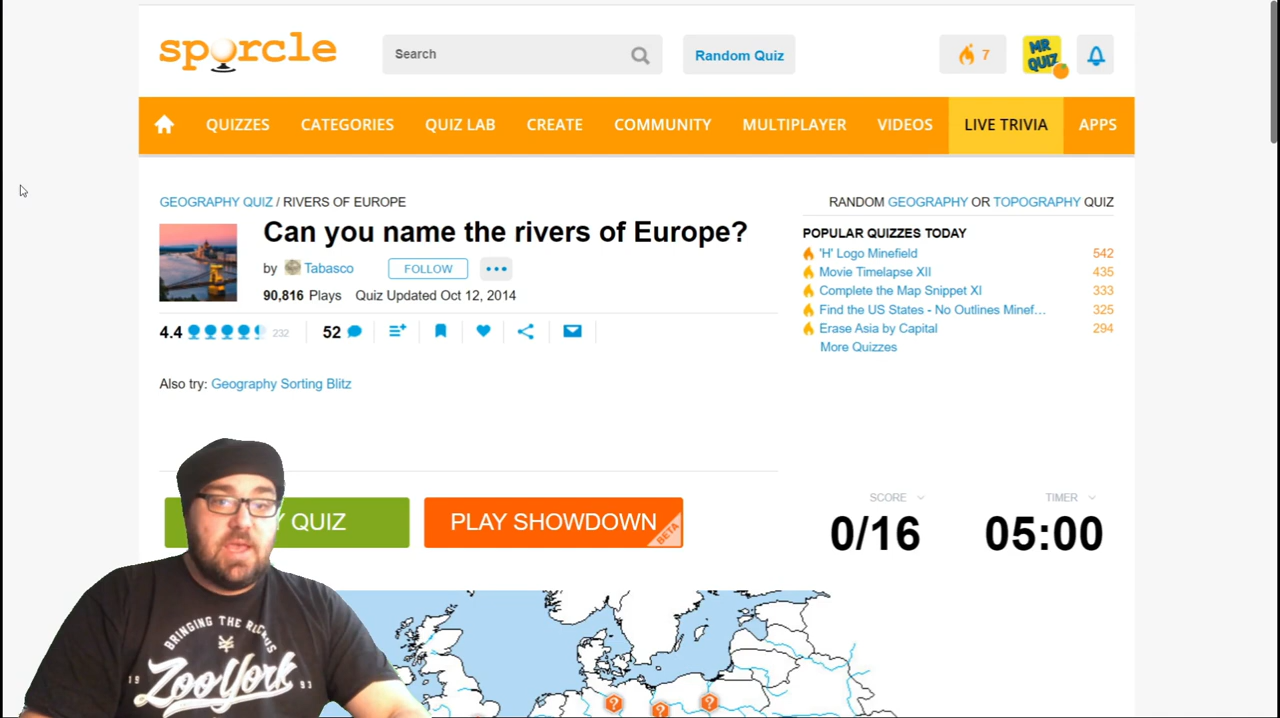 sporcle
Search
Random Quiz
7
MR QUIZ
QUIZZES
CATEGORIES
QUIZ LAB
CREATE
COMMUNITY
MULTIPLAYER
VIDEOS
LIVE TRIVIA
APPS
GEOGRAPHY QUIZ / RIVERS OF EUROPE
Can you name the rivers of Europe?
by Tabasco
FOLLOW
90,816 Plays Quiz Updated Oct 12, 2014
4.4 232 52
Also try: Geography Sorting Blitz
RANDOM GEOGRAPHY OR TOPOGRAPHY QUIZ
POPULAR QUIZZES TODAY
'H' Logo Minefield 542
Movie Timelapse XII 435
Complete the Map Snippet XI 333
Find the US States - No Outlines Minef... 325
Erase Asia by Capital 294
More Quizzes
QUIZ
PLAY SHOWDOWN
BETA
SCORE
0/16
TIMER
05:00
? ? ?
BRINGING THE
ZOO YORK
19 93